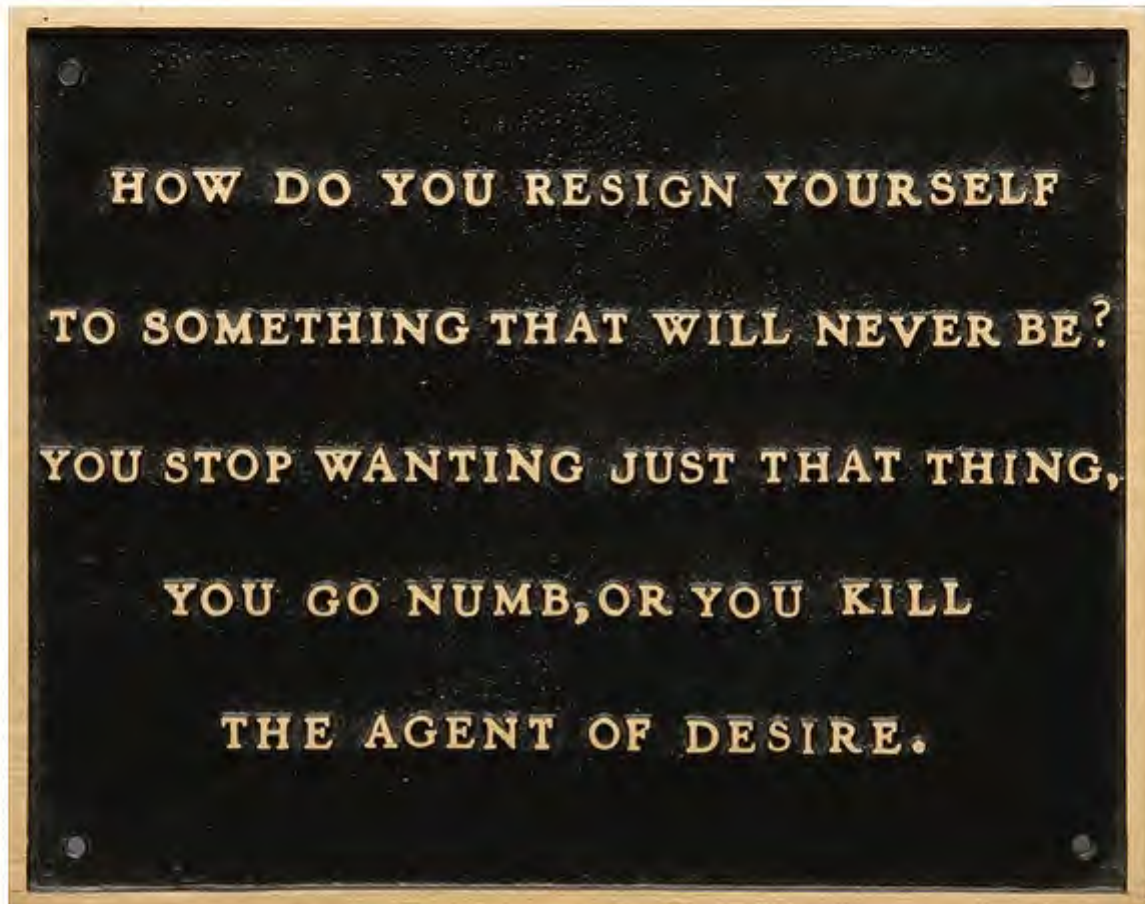 HOW DO YOU RESIGN YOURSELF
TO SOMETHING THAT WILL NEVER BE?
YOU STOP WANTING JUST THAT THING,
YOU GO NUMB, OR YOU KILL
THE AGENT OF DESIRE.